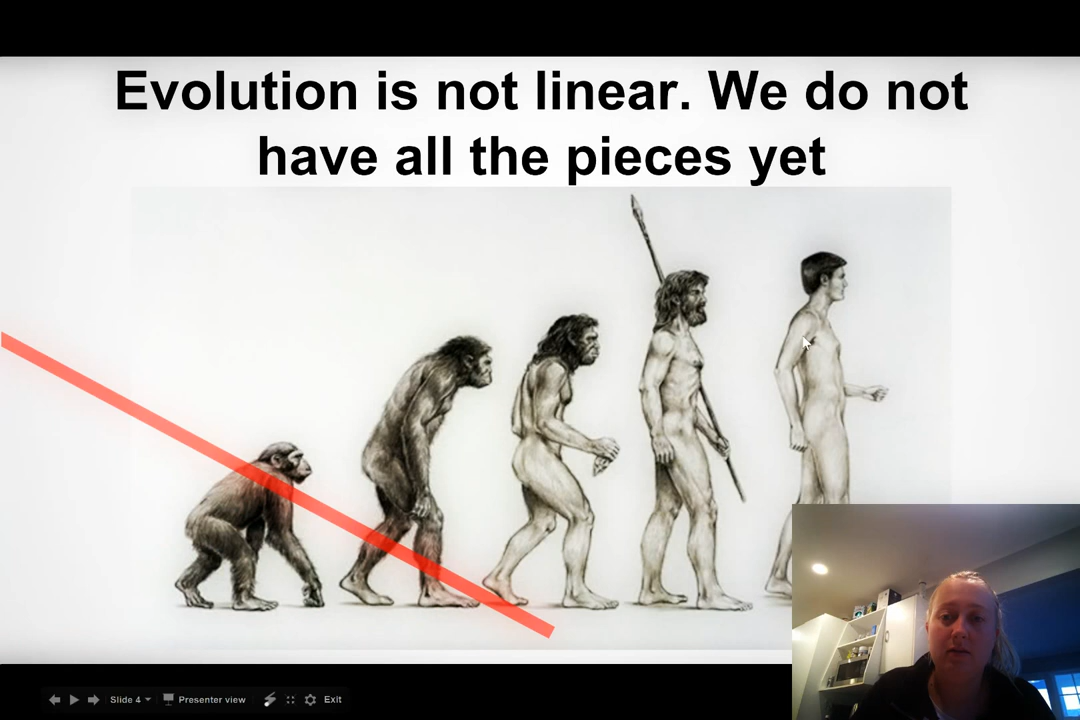 Evolution is not linear. We do not
have all the pieces yet
Slide 4 Presenter view Exit